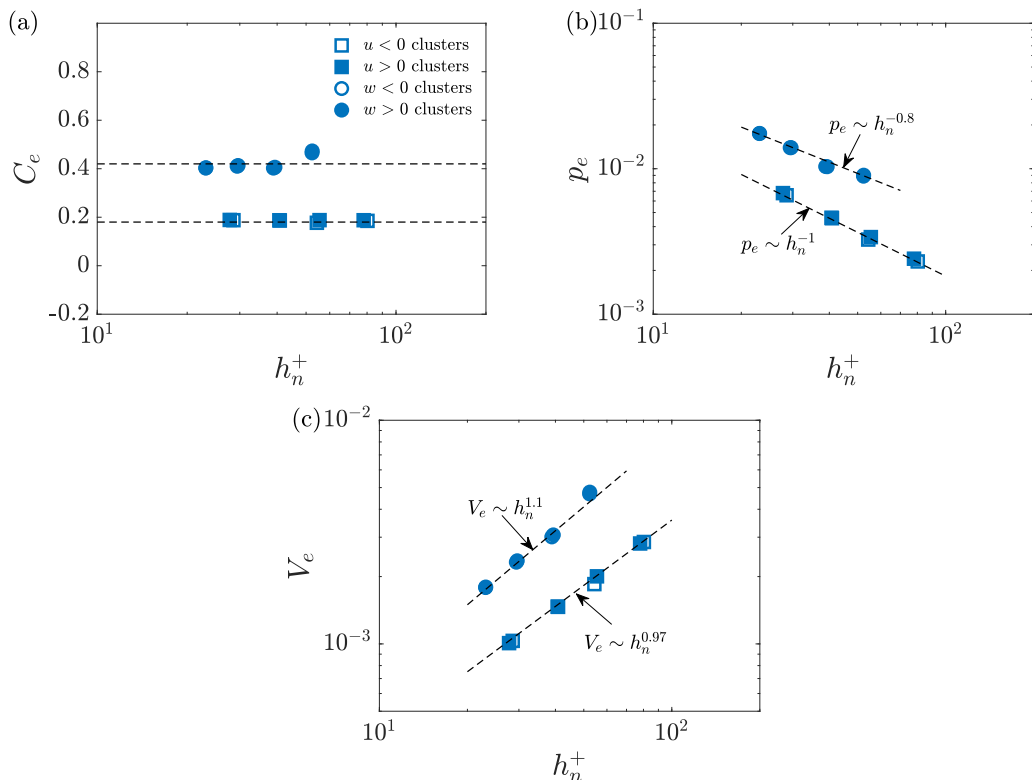 (a)
0.8
0.6
0.4
0.2
0
-0.2
C_e
10^1
10^2
h_n^+
u < 0 clusters
u > 0 clusters
w < 0 clusters
w > 0 clusters
(b)
10^{-1}
10^{-2}
10^{-3}
p_e
p_e ∼ h_n^{-0.8}
p_e ∼ h_n^{-1}
10^1
10^2
h_n^+
(c)
10^{-2}
10^{-3}
V_e
V_e ∼ h_n^{1.1}
V_e ∼ h_n^{0.97}
10^1
10^2
h_n^+